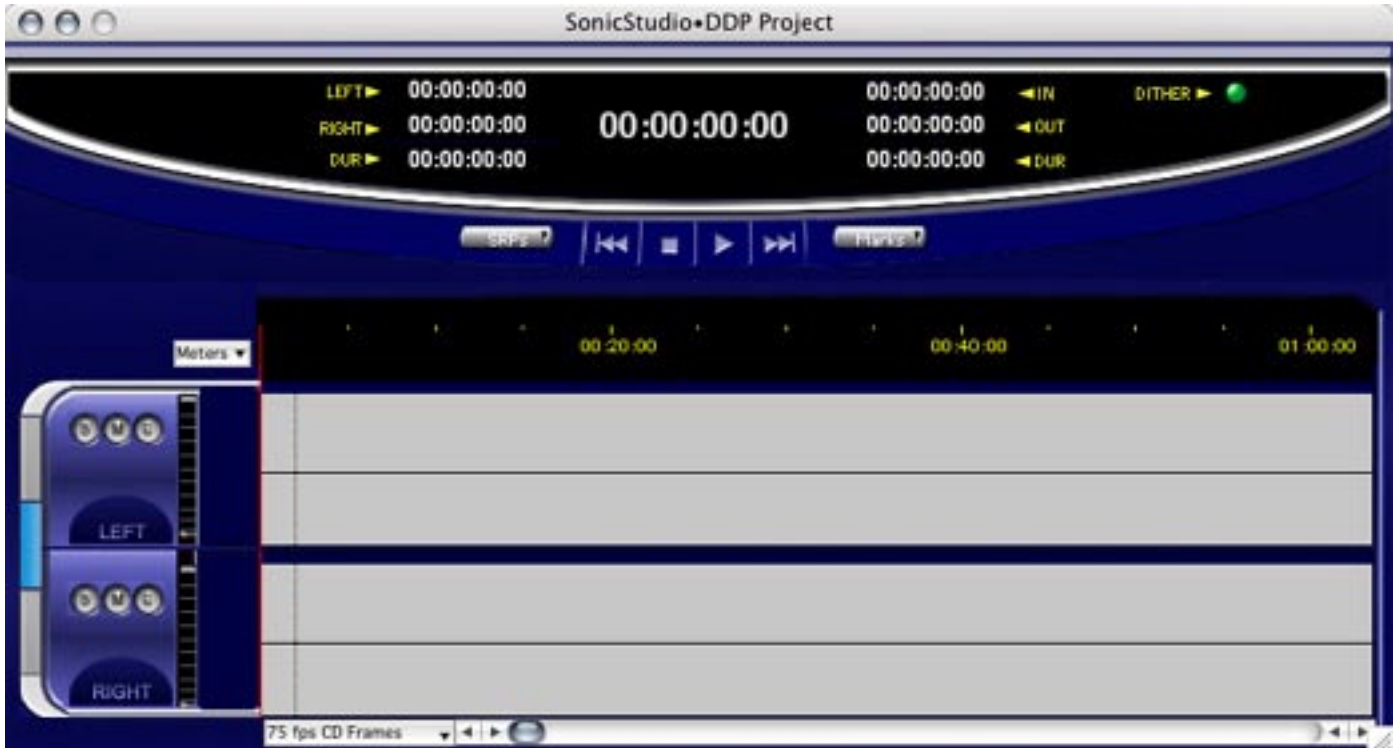 SonicStudio•DDP Project
LEFT► 00:00:00:00
RIGHT► 00:00:00:00
DUR► 00:00:00:00
00:00:00:00
00:00:00:00 ◄IN
00:00:00:00 ◄OUT
00:00:00:00 ◄DUR
DITHER►
SRPs
Marks
Meters ▼
00:20:00
00:40:00
01:00:00
S M
LEFT
S M
RIGHT
75 fps CD Frames